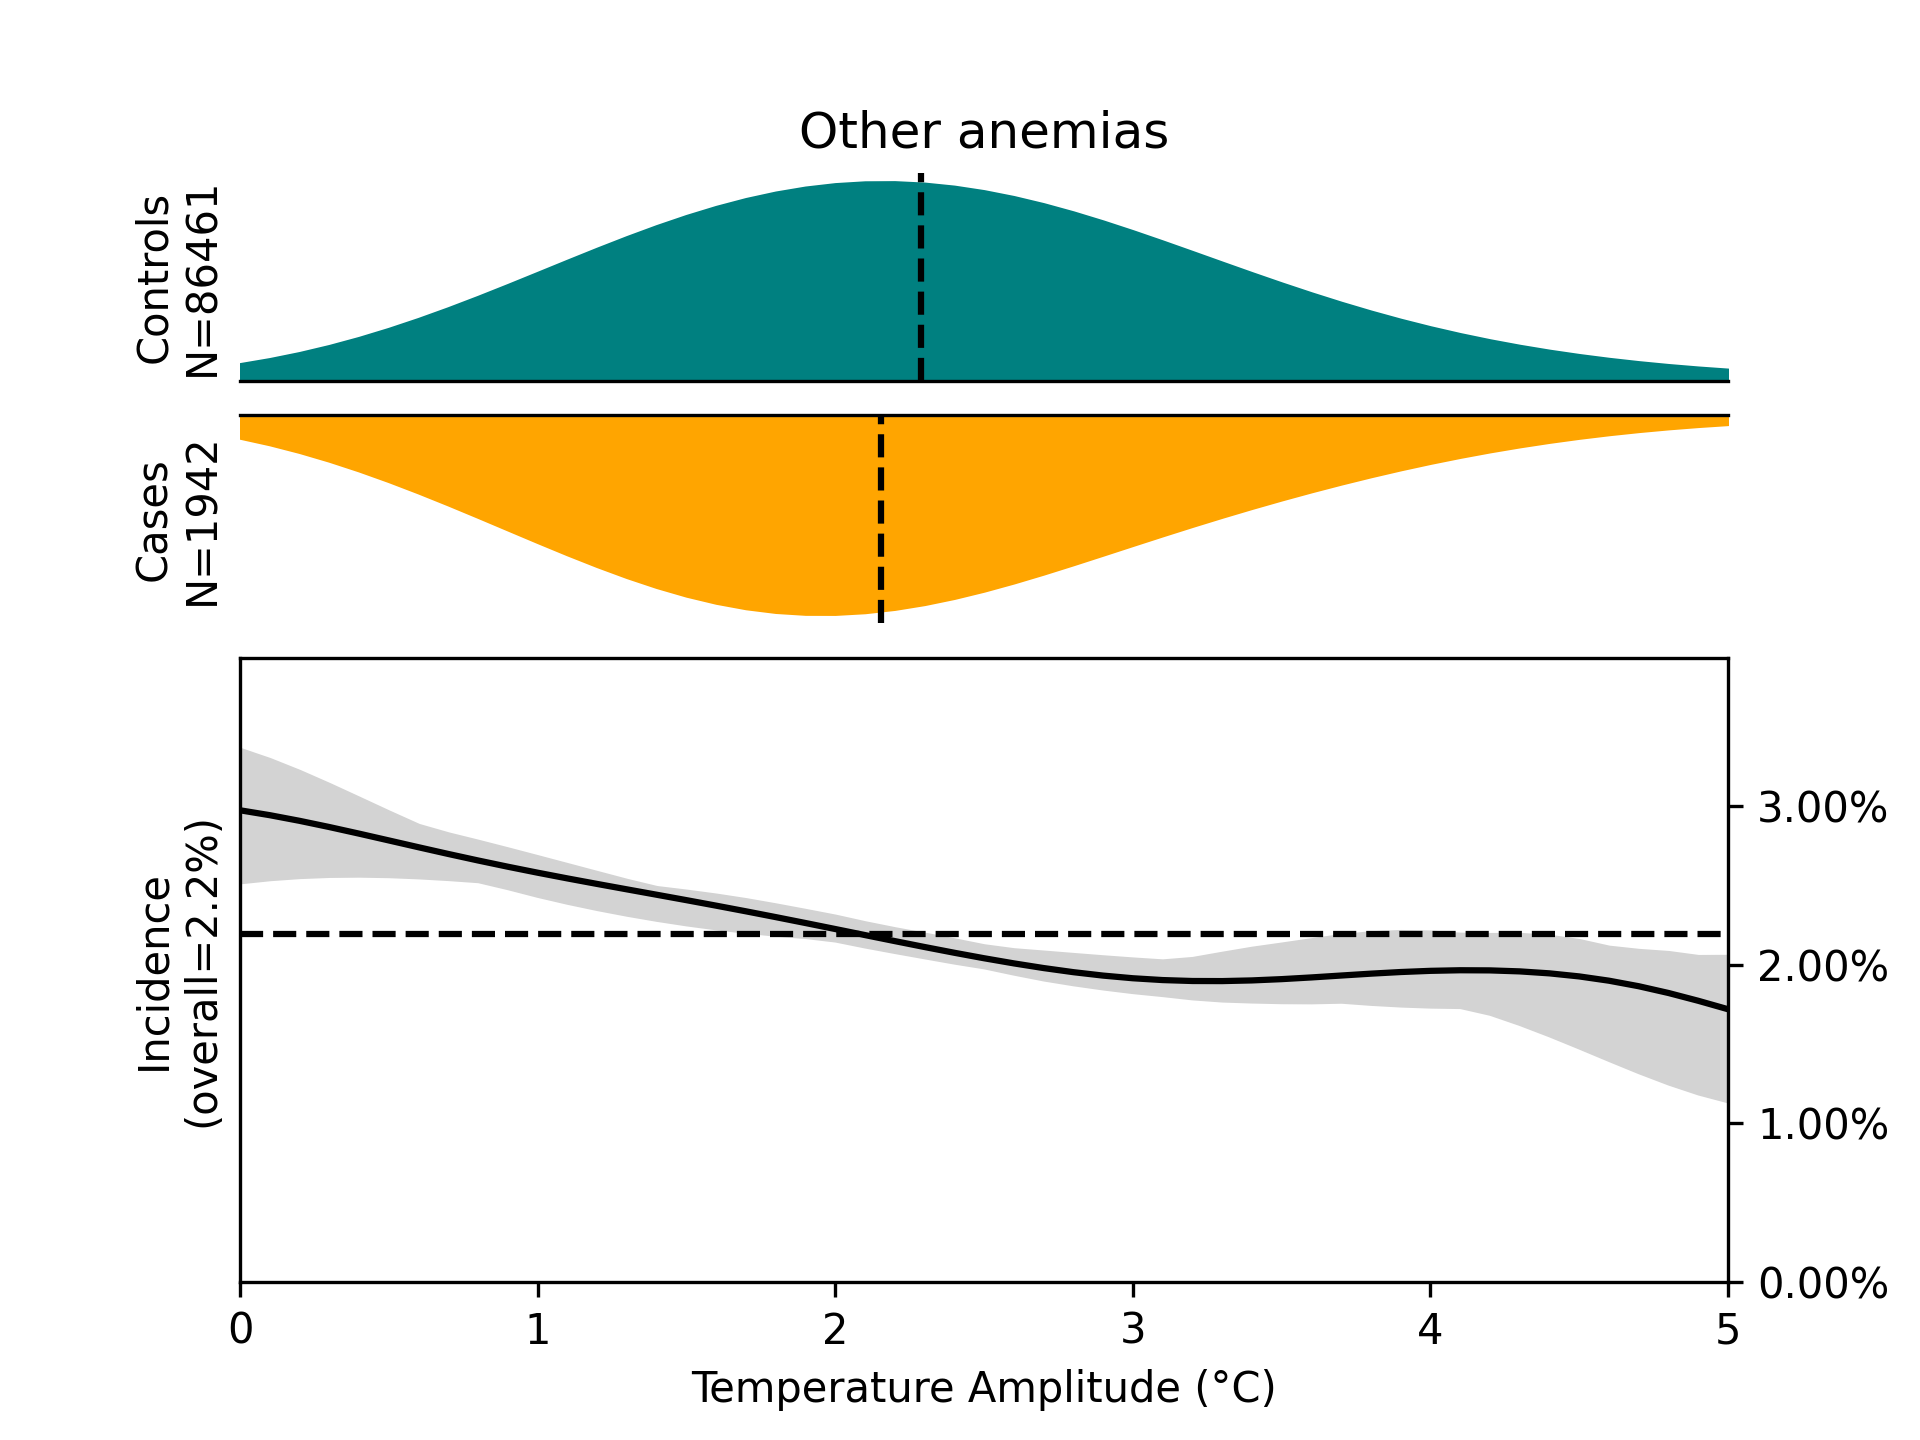 Other anemias
Controls
N=86461
Cases
N=1942
Incidence
(overall=2.2%)
3.00%
2.00%
1.00%
0.00%
0 1 2 3 4 5
Temperature Amplitude (°C)